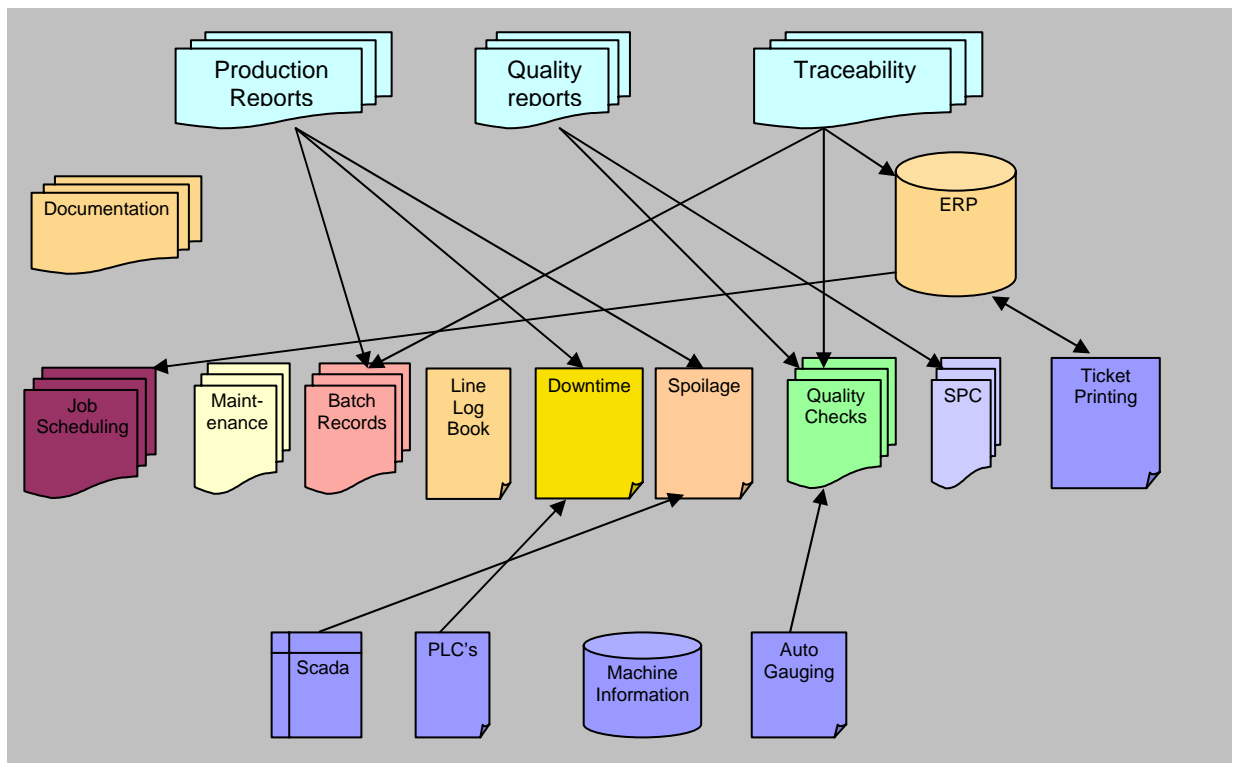 Production
Reports
Quality
reports
Traceability
Documentation
ERP
Job
Scheduling
Maint-
enance
Batch
Records
Line
Log
Book
Downtime
Spoilage
Quality
Checks
SPC
Ticket
Printing
Scada
PLC's
Machine
Information
Auto
Gauging